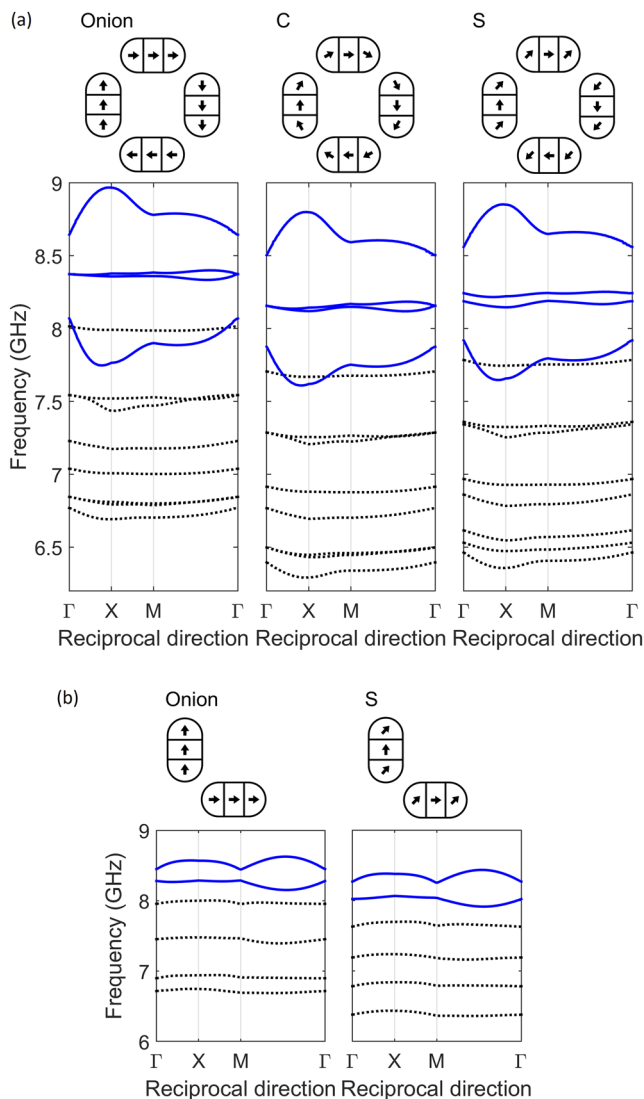 (a)
Onion
C
S
Frequency (GHz)
9
8.5
8
7.5
7
6.5
Γ X M Γ
Γ X M Γ
Γ X M Γ
Reciprocal direction
Reciprocal direction
Reciprocal direction
(b)
Onion
S
Frequency (GHz)
9
8
7
6
Γ X M Γ
Γ X M Γ
Reciprocal direction
Reciprocal direction